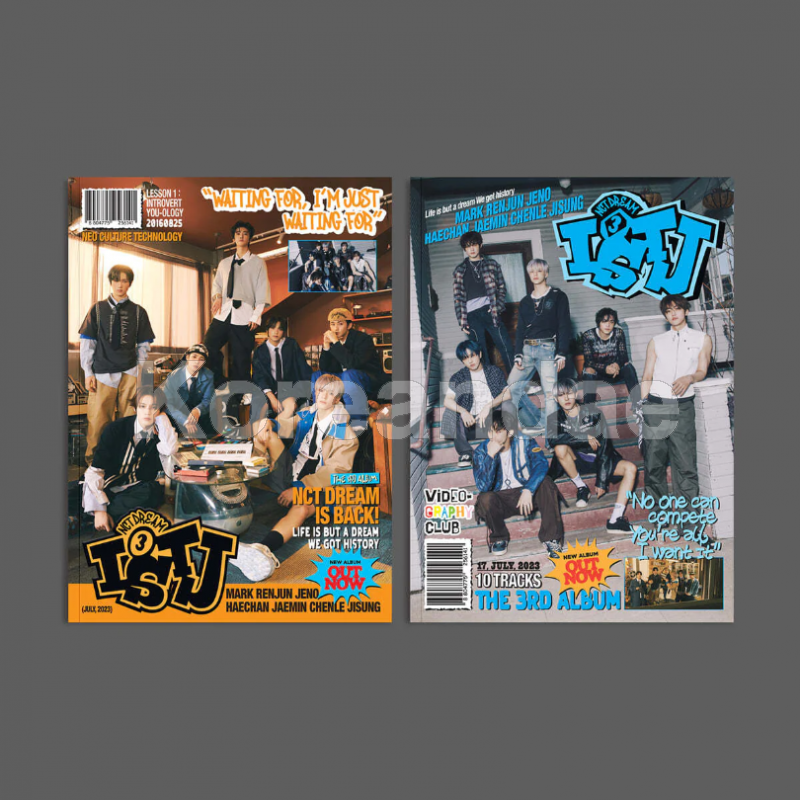 LESSON 1 :
INTROVERT
YOU-OLOGY
20160825
NEO CULTURE TECHNOLOGY
"WAITING FOR, I'M JUST
WAITING FOR"
THE 3RD ALBUM
NCT DREAM
IS BACK!
LIFE IS BUT A DREAM
WE GOT HISTORY
NEW ALBUM
OUT
NOW
NCT DREAM
3
ISTJ
(JULY, 2023)
MARK RENJUN JENO
HAECHAN JAEMIN CHENLE JISUNG
Life is but a dream We got history
MARK RENJUN JENO
HAECHAN JAEMIN CHENLE JISUNG
NCT DREAM
3
ISTJ
VIDEO-
GRAPHY
CLUB
"No one can
compete
You're all
I want it"
17. JULY. 2023
10 TRACKS
THE 3RD ALBUM
NEW ALBUM
OUT
NOW
Koreandae